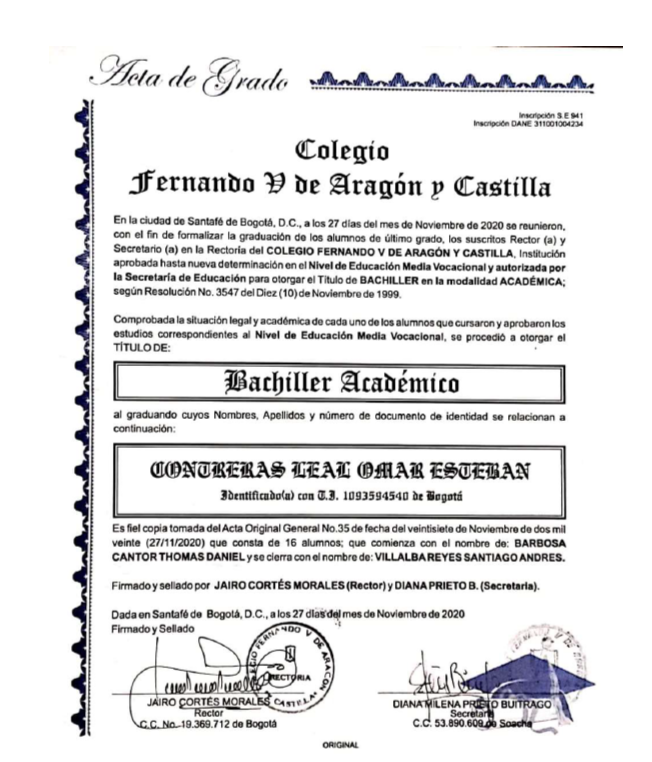 Acta de Grado
Inscripción S.E 941
Inscripción DANE 311001004234
Colegio
Fernando V de Aragón y Castilla
En la ciudad de Santafé de Bogotá, D.C., a los 27 días del mes de Noviembre de 2020 se reunieron,
con el fin de formalizar la graduación de los alumnos de último grado, los suscritos Rector (a) y
Secretario (a) en la Rectoria del COLEGIO FERNANDO V DE ARAGÓN Y CASTILLA, Institución
aprobada hasta nueva determinación en el Nivel de Educación Media Vocacional y autorizada por
la Secretaría de Educación para otorgar el Titulo de BACHILLER en la modalidad ACADÉMICA;
según Resolución No. 3547 del Diez (10) de Noviembre de 1999.
Comprobada la situación legal y académica de cada uno de los alumnos que cursaron y aprobaron los
estudios correspondientes al Nivel de Educación Media Vocacional, se procedió a otorgar el
TÍTULO DE:
Bachiller Académico
al graduando cuyos Nombres, Apellidos y número de documento de identidad se relacionan a
continuación:
CONTRERAS LEAL OMAR ESTEBAN
Identificado(a) con T.I. 1093594540 de Bogotá
Es fiel copia tomada del Acta Original General No.35 de fecha del veintisiete de Noviembre de dos mil
veinte (27/11/2020) que consta de 16 alumnos; que comienza con el nombre de: BARBOSA
CANTOR THOMAS DANIEL y se cierra con el nombre de: VILLALBA REYES SANTIAGO ANDRES.
Firmado y sellado por JAIRO CORTÉS MORALES (Rector) y DIANA PRIETO B. (Secretaria).
Dada en Santafé de Bogotá, D.C., a los 27 días del mes de Noviembre de 2020
Firmado y Sellado
COLEGIO FERNANDO V DE ARAGON Y CASTILLA
RECTORIA
JAIRO CORTÉS MORALES
Rector
C.C. No. 19.369.712 de Bogotá
DIANA MILENA PRIETO BUITRAGO
Secretaria
C.C. 53.890.609 de Soacha
ORIGINAL